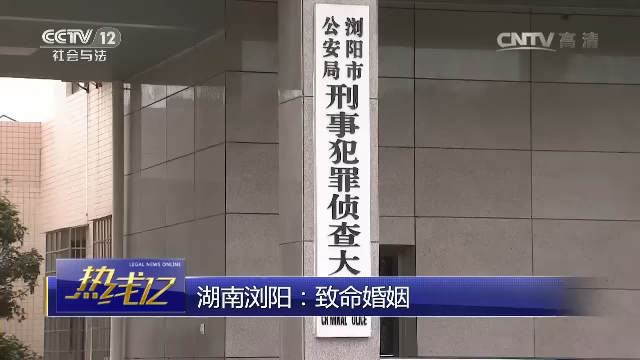 CCTV 12
社会与法
CNTV 高清
浏阳市
公安局
刑事犯罪侦查大
LEGAL NEWS ONLINE
热线12
湖南浏阳：致命婚姻